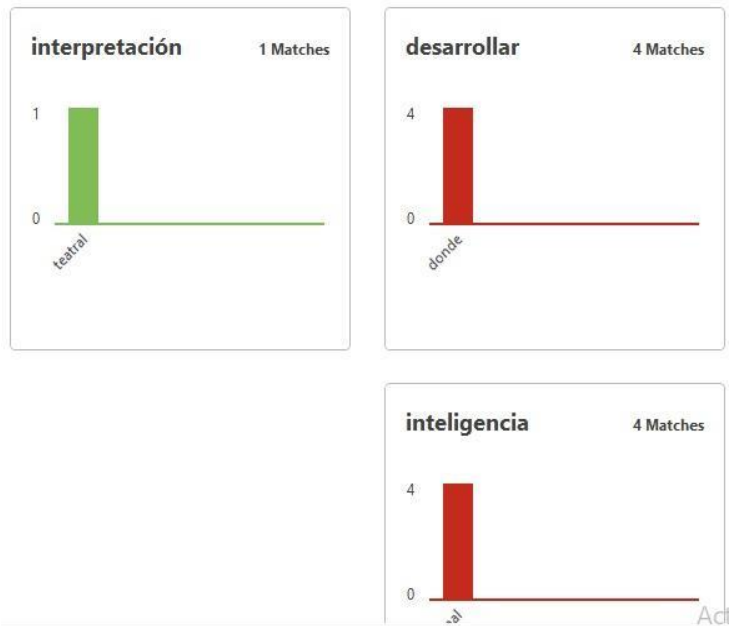 interpretación 1 Matches
1
0
teatral
desarrollar 4 Matches
4
0
donde
inteligencia 4 Matches
4
0